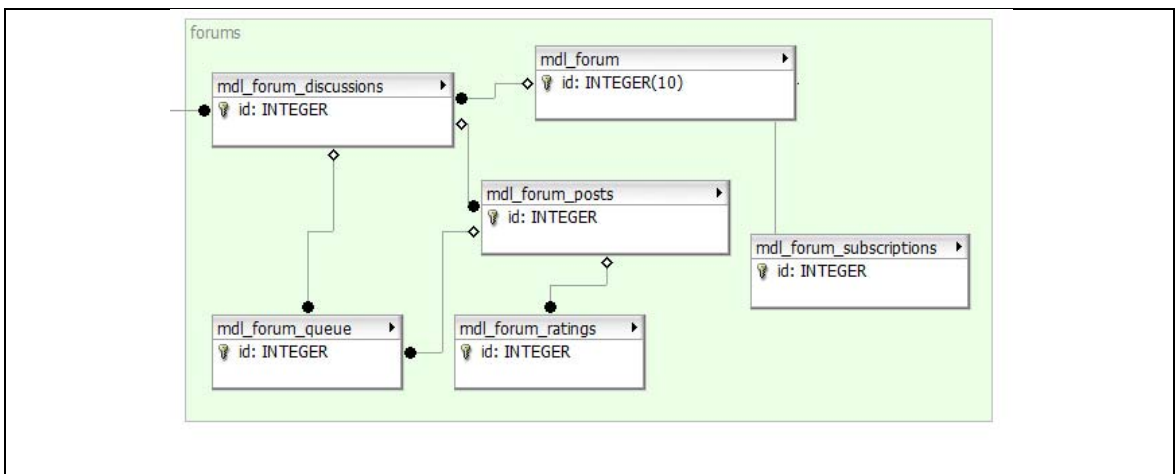 forums
mdl_forum
id: INTEGER(10)
mdl_forum_discussions
id: INTEGER
mdl_forum_posts
id: INTEGER
mdl_forum_subscriptions
id: INTEGER
mdl_forum_queue
id: INTEGER
mdl_forum_ratings
id: INTEGER